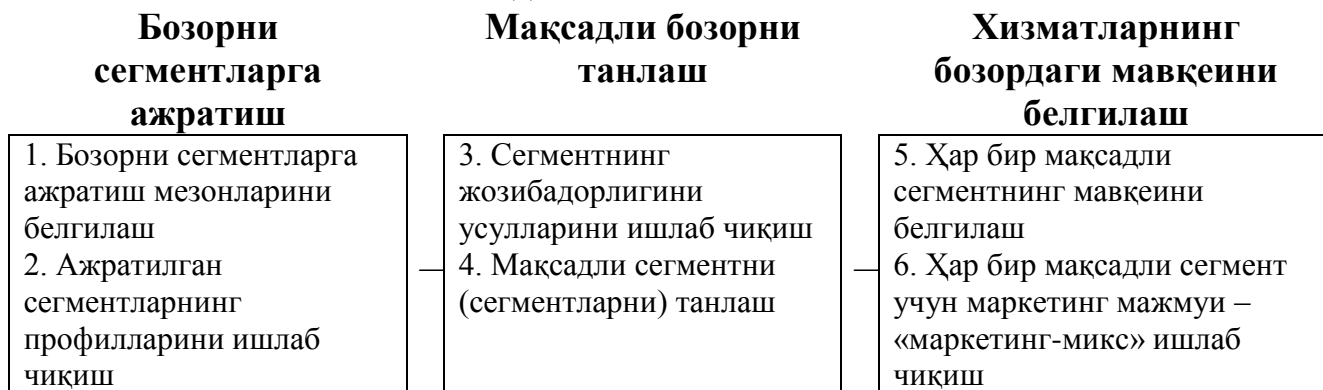 Бозорни
сегментларга
ажратиш
Мақсадли бозорни
танлаш
Хизматларнинг
бозордаги мавқеини
белгилаш
1. Бозорни сегментларга
ажратиш мезонларини
белгилаш
2. Ажратилган
сегментларнинг
профилларини ишлаб
чиқиш
3. Сегментнинг
жозибадорлигини
усулларини ишлаб чиқиш
4. Мақсадли сегментни
(сегментларни) танлаш
5. Ҳар бир мақсадли
сегментнинг мавқеини
белгилаш
6. Ҳар бир мақсадли сегмент
учун маркетинг мажмуи –
«маркетинг-микс» ишлаб
чиқиш